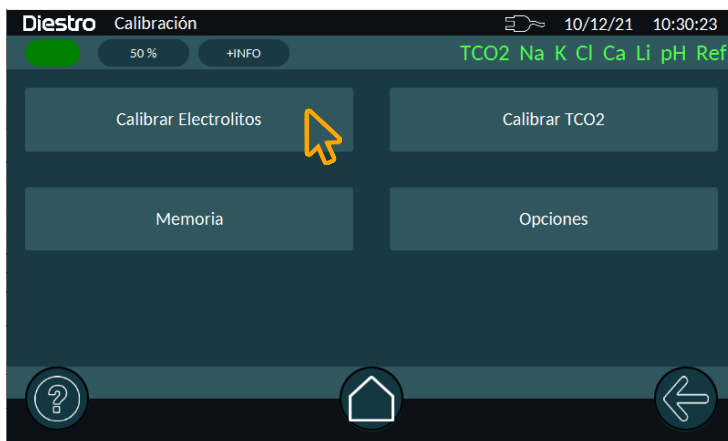 Diestro Calibración 10/12/21 10:30:23
50 % +INFO TCO2 Na K Cl Ca Li pH Ref
Calibrar Electrolitos Calibrar TCO2
Memoria Opciones
?